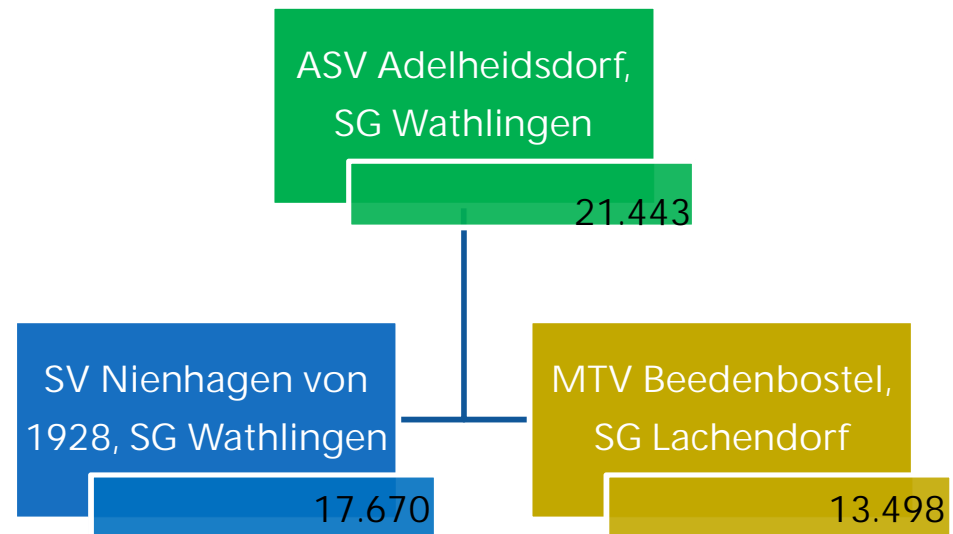 ASV Adelheidsdorf,
SG Wathlingen
21.443
SV Nienhagen von
1928, SG Wathlingen
17.670
MTV Beedenbostel,
SG Lachendorf
13.498